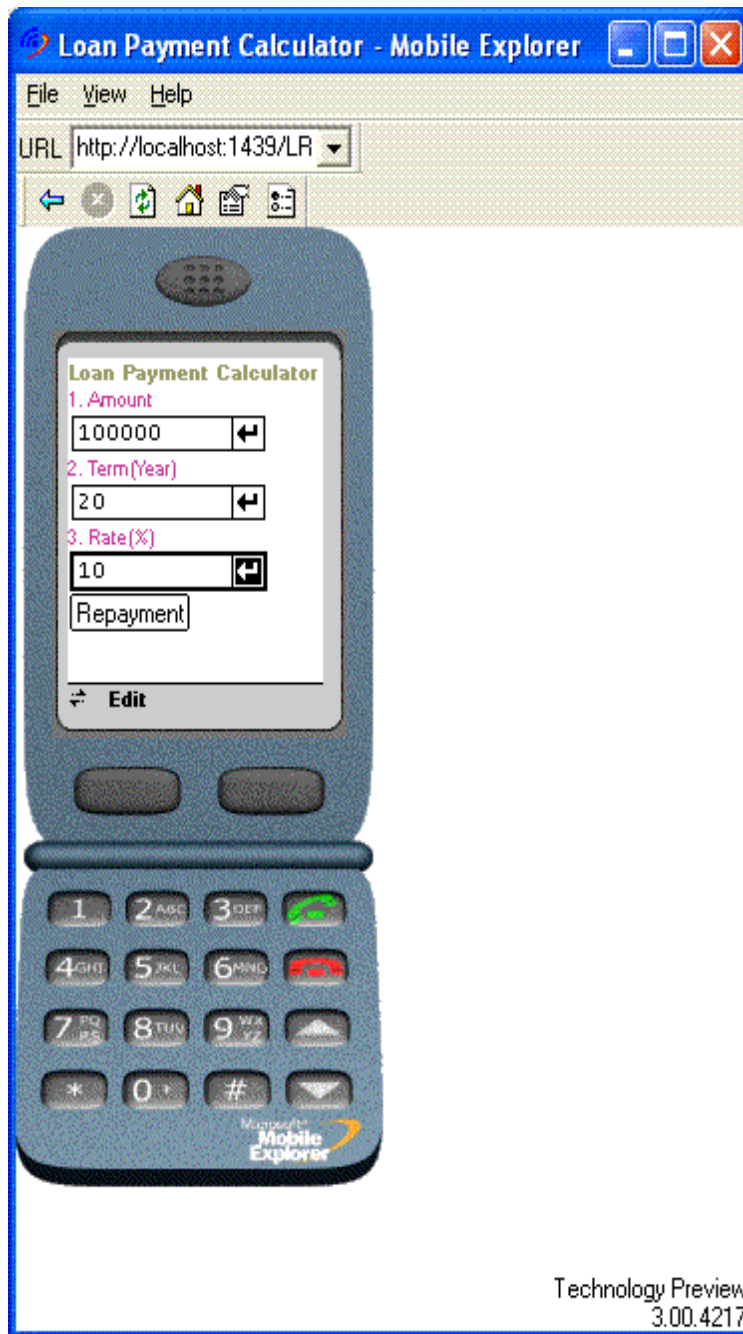 Loan Payment Calculator - Mobile Explorer
File View Help
URL http://localhost:1439/LR
Loan Payment Calculator
1. Amount
100000
2. Term(Year)
20
3. Rate(%)
10
Repayment
Edit
1 2ABC 3DEF
4GHI 5JKL 6MNO
7PQRS 8TUV 9WXYZ
* 0+ #
Microsoft
Mobile
Explorer
Technology Preview
3.00.4217